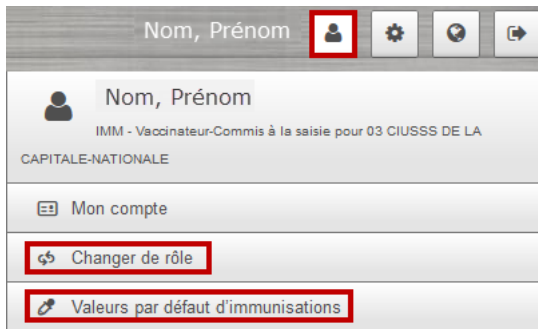 Nom, Prénom
Nom, Prénom
IMM - Vaccinateur-Commis à la saisie pour 03 CIUSSS DE LA
CAPITALE-NATIONALE
Mon compte
Changer de rôle
Valeurs par défaut d'immunisations